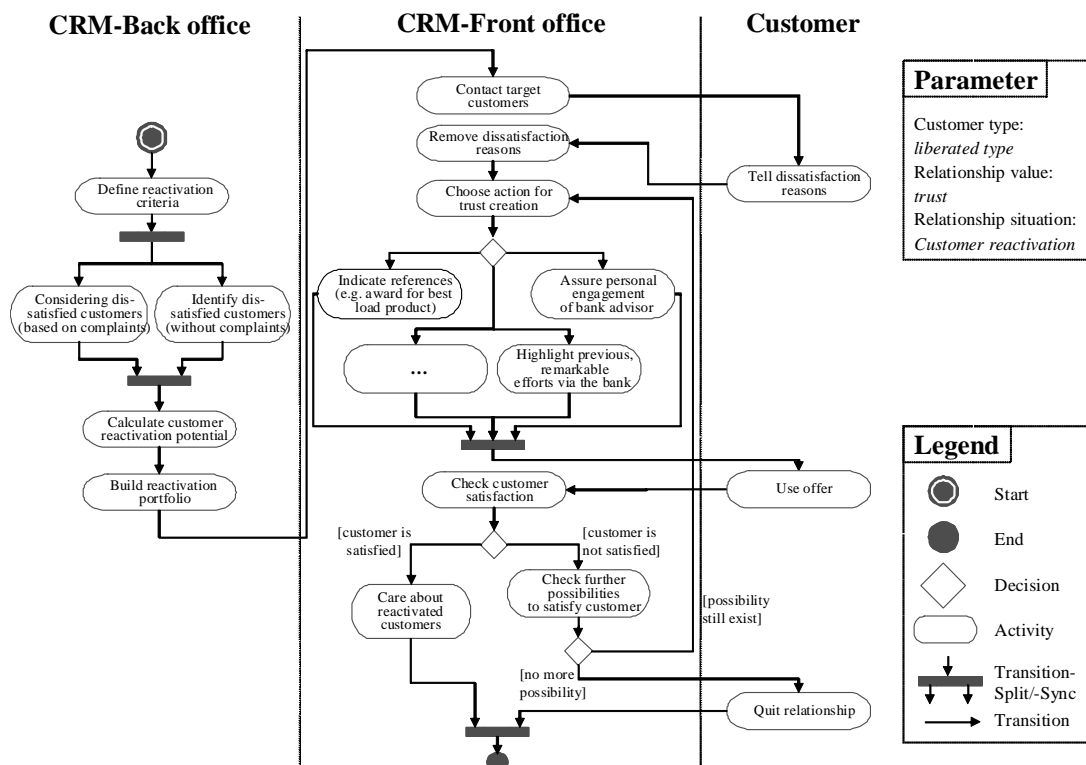 CRM-Back office
CRM-Front office
Customer
Define reactivation
criteria
Considering dis-
satisfied customers
(based on complaints)
Identify dis-
satisfied customers
(without complaints)
Calculate customer
reactivation potential
Build reactivation
portfolio
Contact target
customers
Remove dissatisfaction
reasons
Tell dissatisfaction
reasons
Choose action for
trust creation
Indicate references
(e.g. award for best
load product)
Assure personal
engagement
of bank advisor
...
Highlight previous,
remarkable
efforts via the bank
Check customer
satisfaction
Use offer
[customer is
satisfied]
[customer is
not satisfied]
Care about
reactivated
customers
Check further
possibilities
to satisfy customer
[possibility
still exist]
[no more
possibility]
Quit relationship
Parameter
Customer type:
liberated type
Relationship value:
trust
Relationship situation:
Customer reactivation
Legend
Start
End
Decision
Activity
Transition-
Split/-Sync
Transition